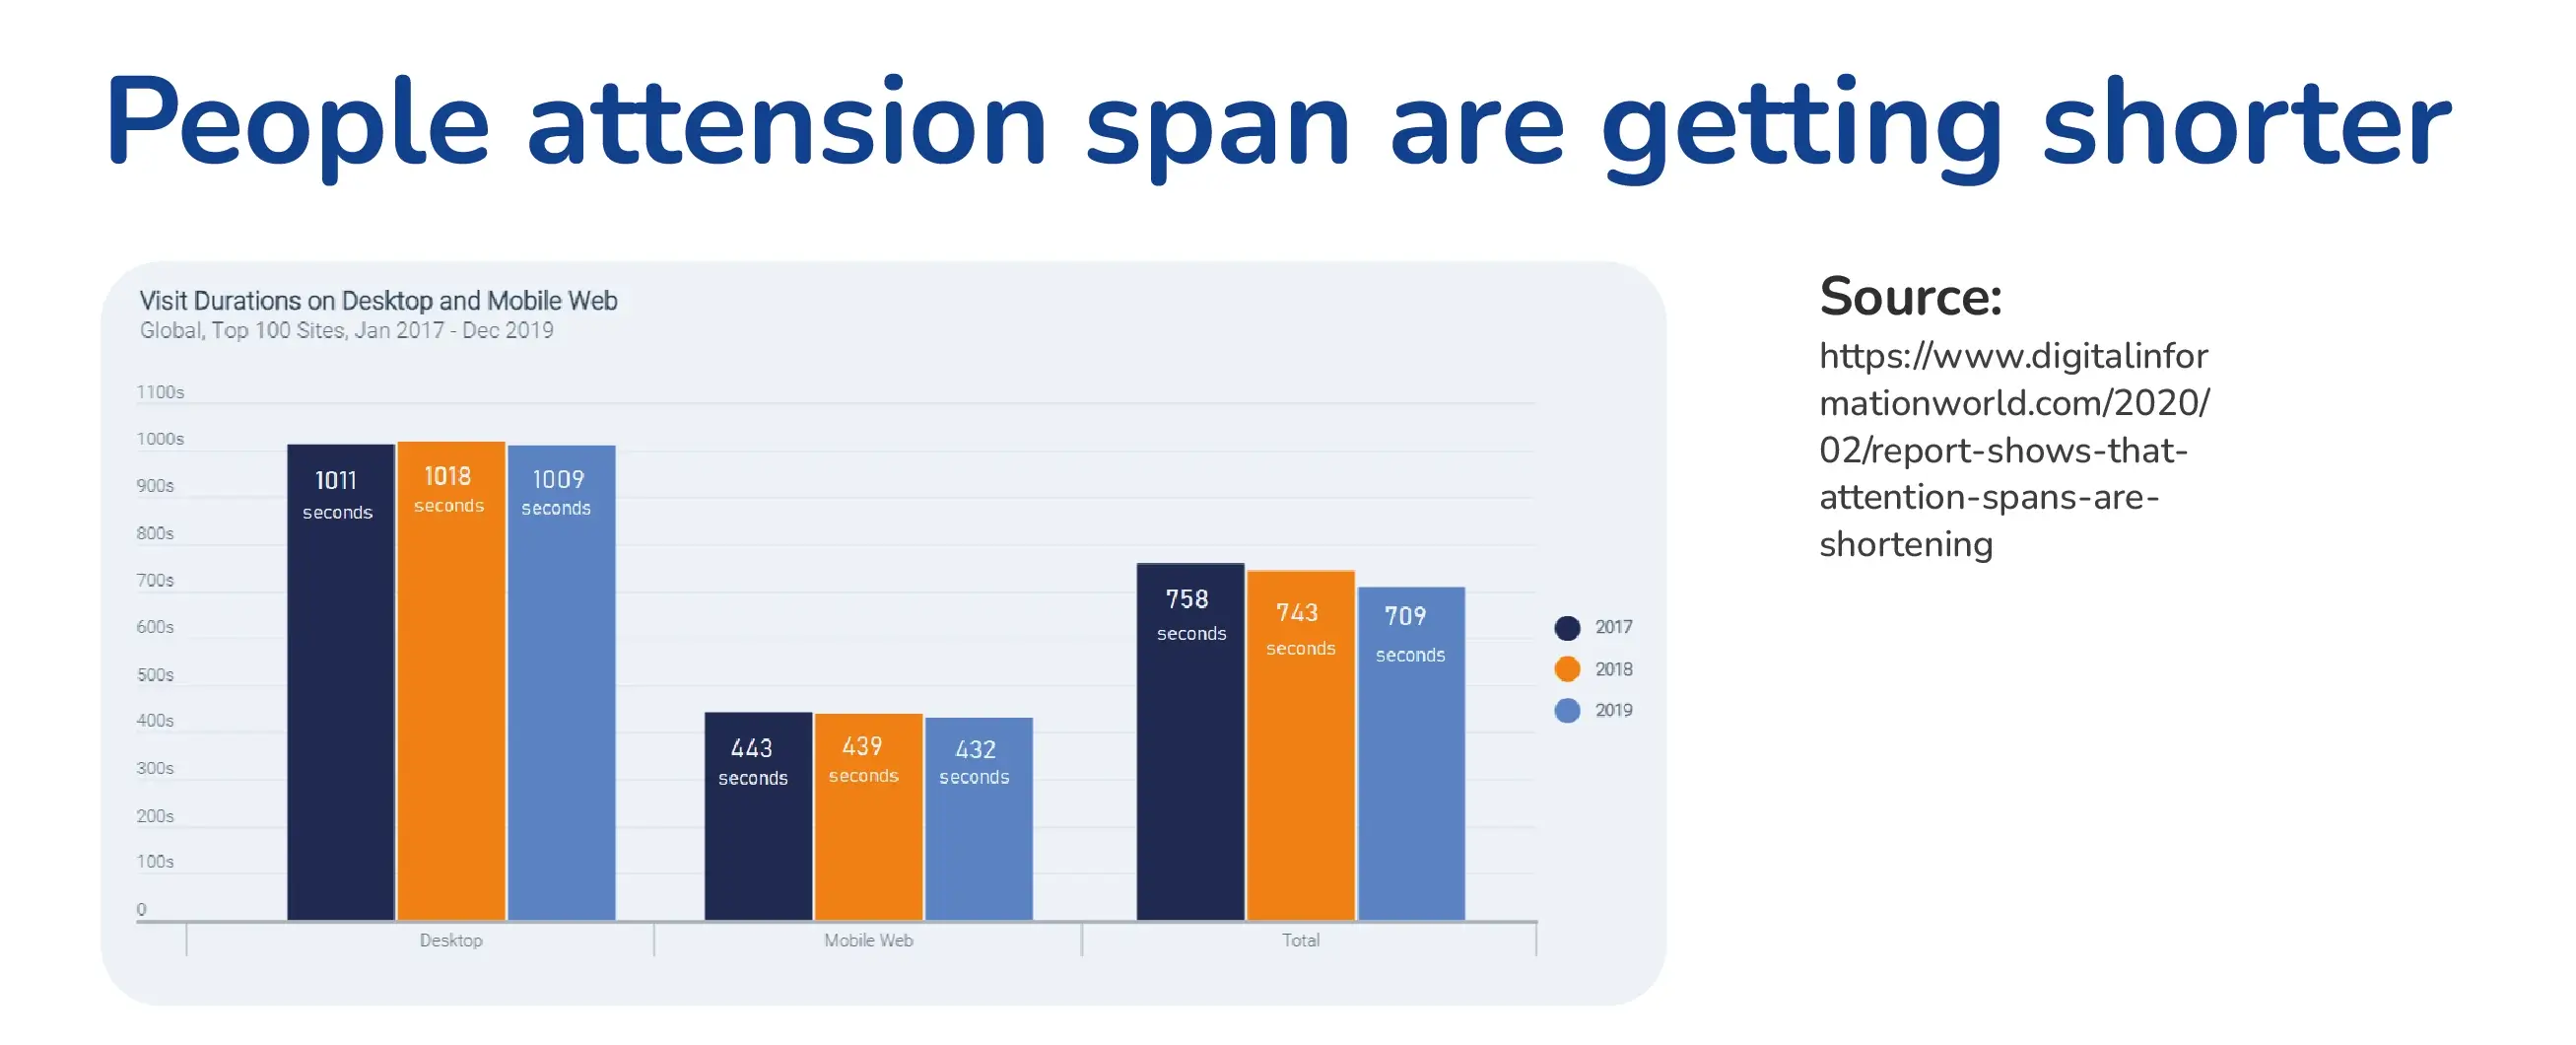 People attension span are getting shorter
Visit Durations on Desktop and Mobile Web
Global, Top 100 Sites, Jan 2017 - Dec 2019
1100s
1000s
900s
800s
700s
600s
500s
400s
300s
200s
100s
0
1011
seconds
1018
seconds
1009
seconds
443
seconds
439
seconds
432
seconds
758
seconds
743
seconds
709
seconds
Desktop
Mobile Web
Total
2017
2018
2019
Source:
https://www.digitalinfor
mationworld.com/2020/
02/report-shows-that-
attention-spans-are-
shortening